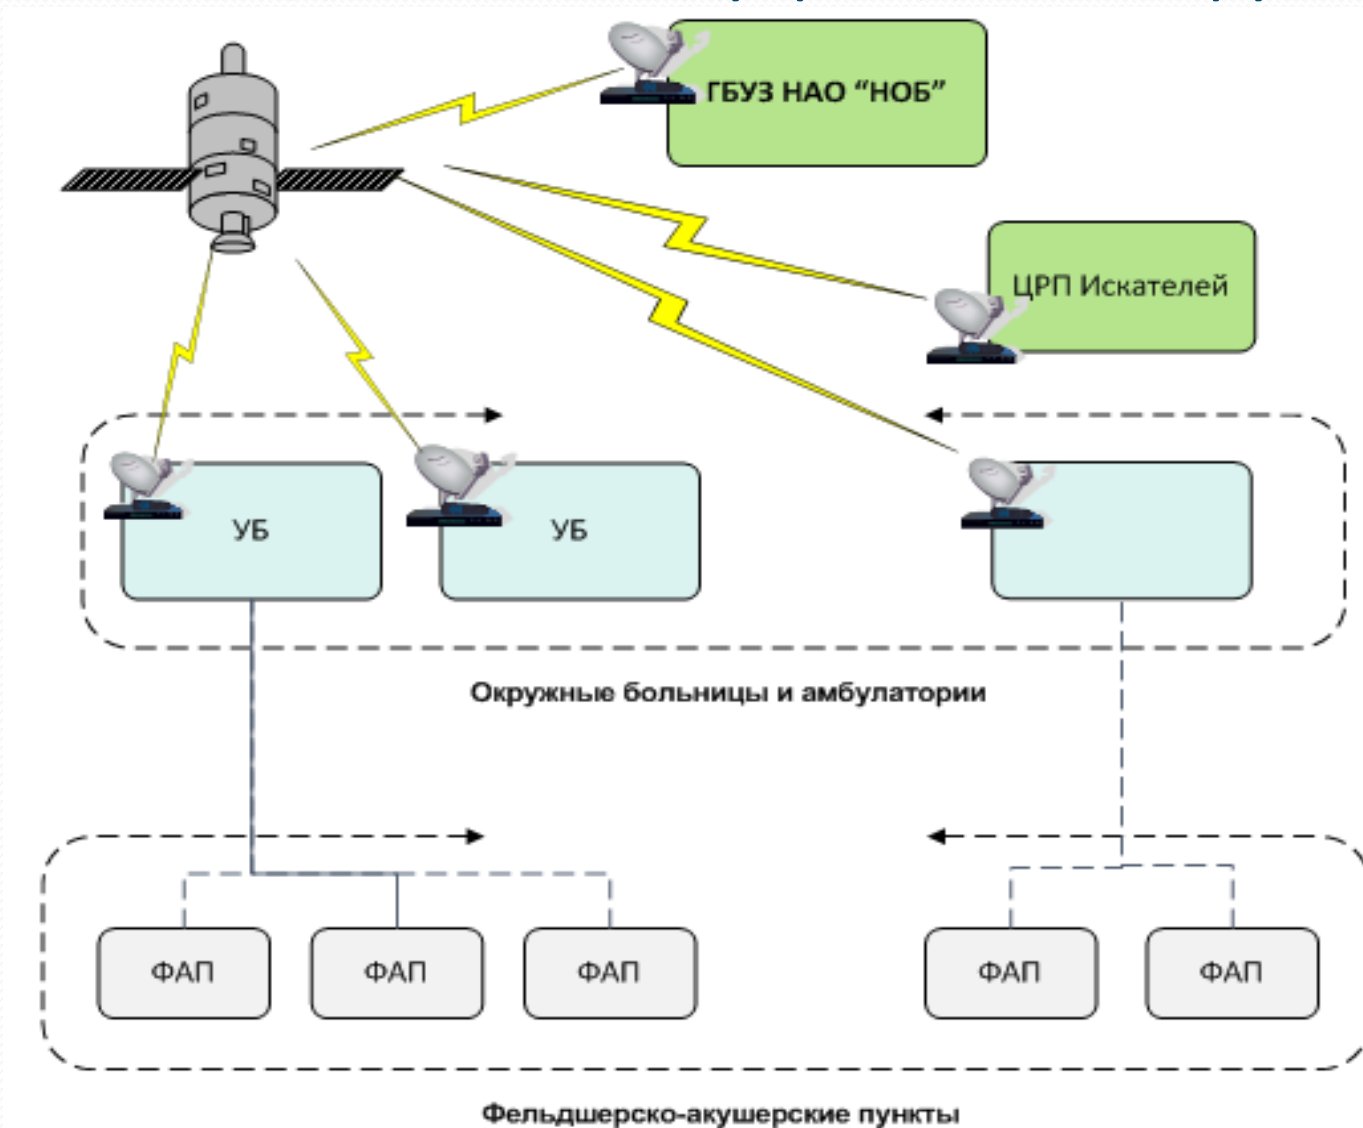 ГБУЗ НАО “НОБ”
ЦРП Искателей
УБ
УБ
Окружные больницы и амбулатории
ФАП
ФАП
ФАП
ФАП
ФАП
Фельдшерско-акушерские пункты